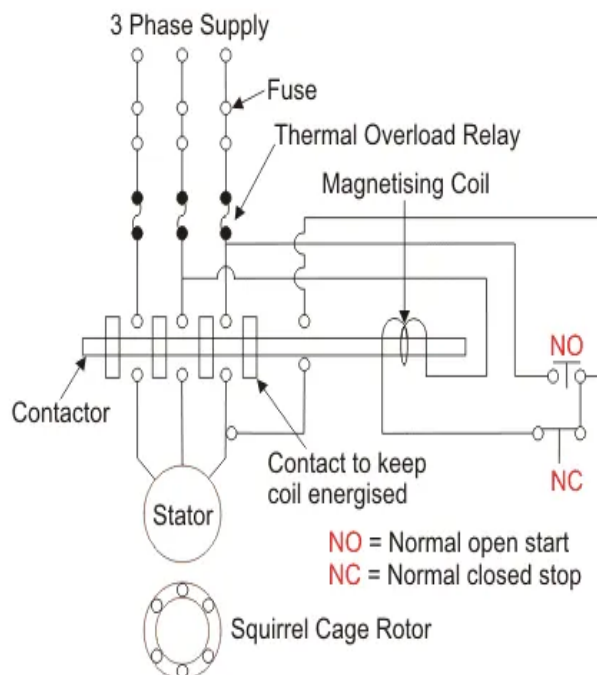 3 Phase Supply
Fuse
Thermal Overload Relay
Magnetising Coil
NO
Contactor
Contact to keep
coil energised
NC
Stator
NO = Normal open start
NC = Normal closed stop
Squirrel Cage Rotor